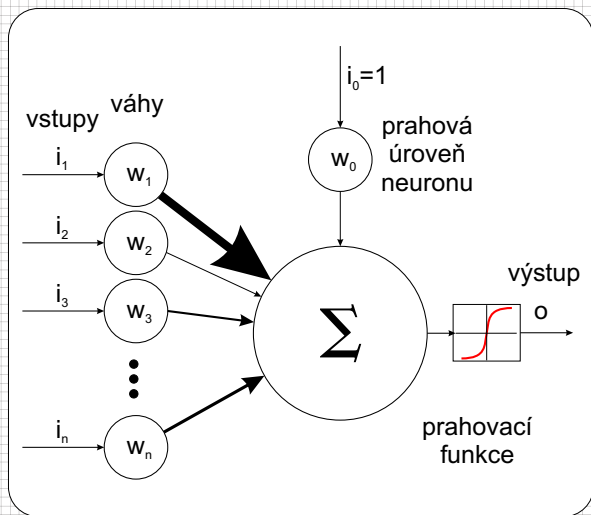 vstupy
váhy
i₁
w₁
i₂
w₂
i₃
w₃
iₙ
wₙ
i₀=1
w₀
prahová
úroveň
neuronu
Σ
výstup
o
prahovací
funkce